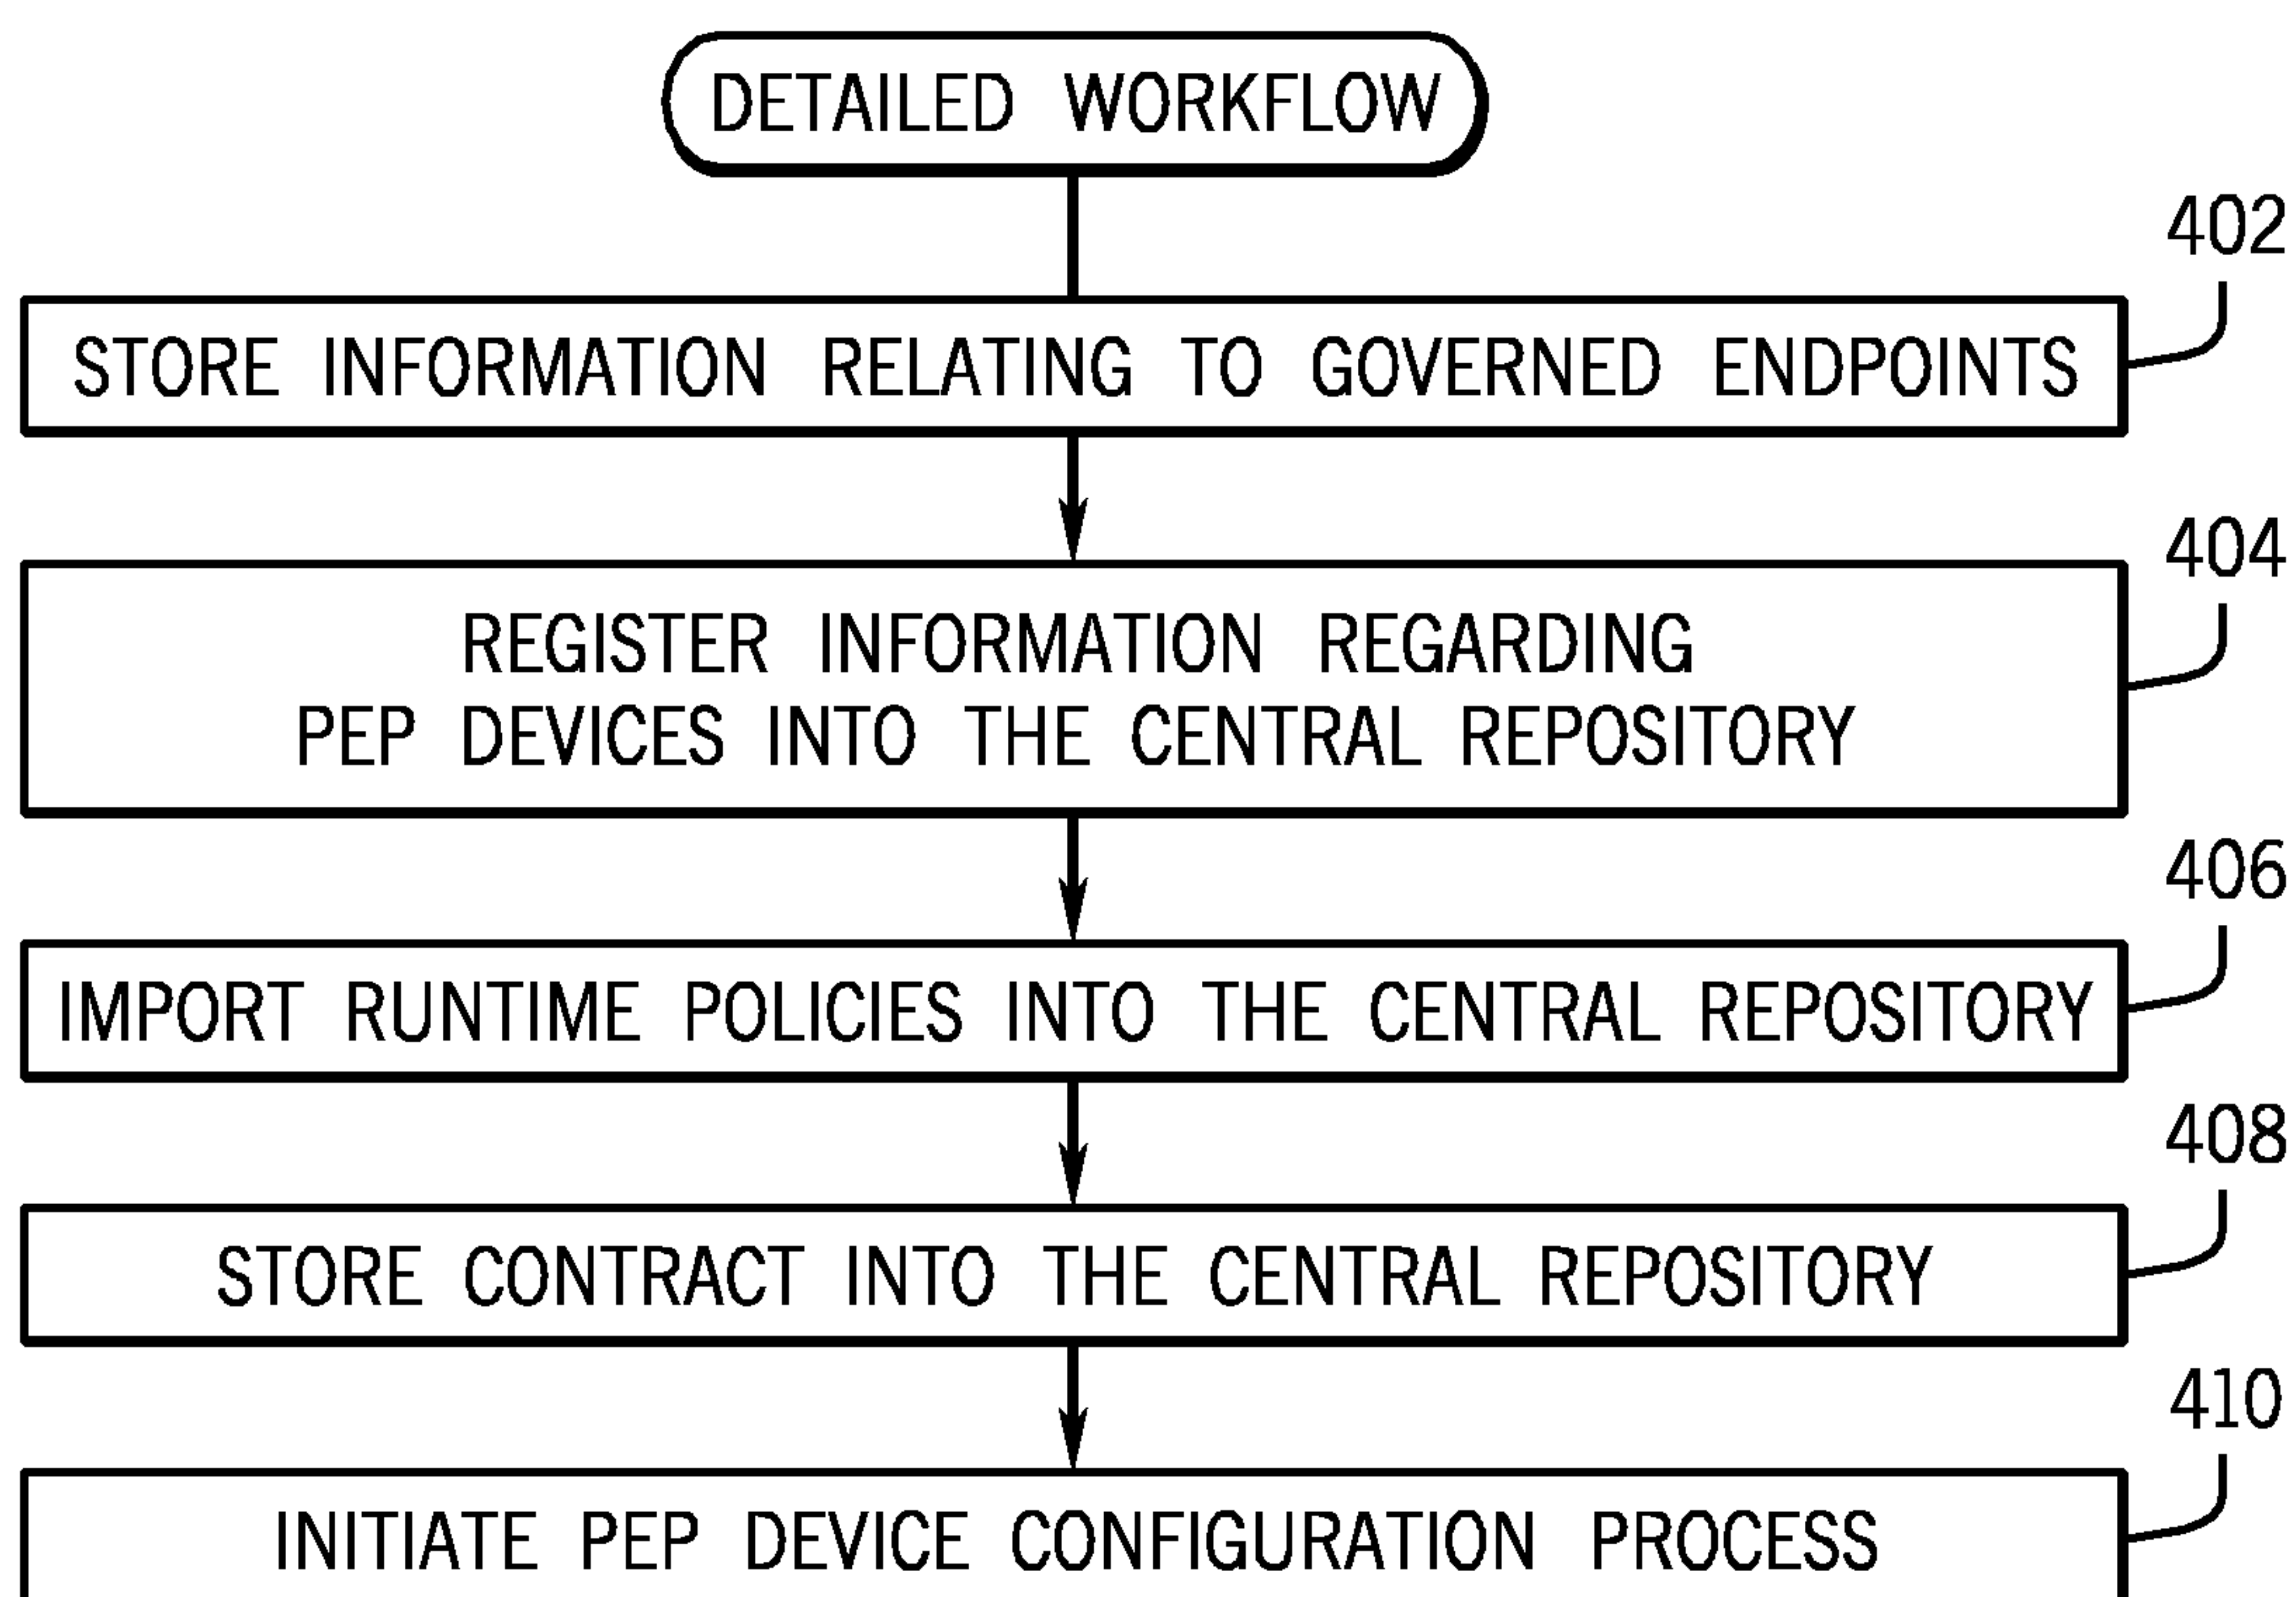 DETAILED WORKFLOW
402
STORE INFORMATION RELATING TO GOVERNED ENDPOINTS
404
REGISTER INFORMATION REGARDING
PEP DEVICES INTO THE CENTRAL REPOSITORY
406
IMPORT RUNTIME POLICIES INTO THE CENTRAL REPOSITORY
408
STORE CONTRACT INTO THE CENTRAL REPOSITORY
410
INITIATE PEP DEVICE CONFIGURATION PROCESS